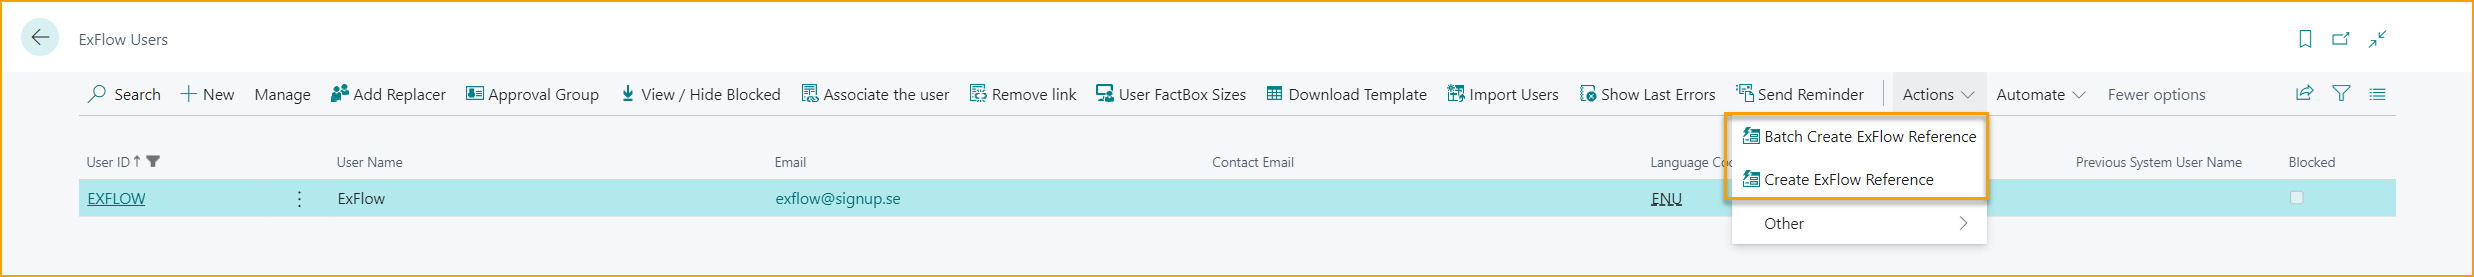 ExFlow Users
Search New Manage Add Replacer Approval Group View / Hide Blocked Associate the user Remove link User FactBox Sizes Download Template Import Users Show Last Errors Send Reminder Actions Automate Fewer options
Batch Create ExFlow Reference
User ID User Name Email Contact Email Language Co Previous System User Name Blocked
Create ExFlow Reference
EXFLOW ExFlow exflow@signup.se ENU
Other